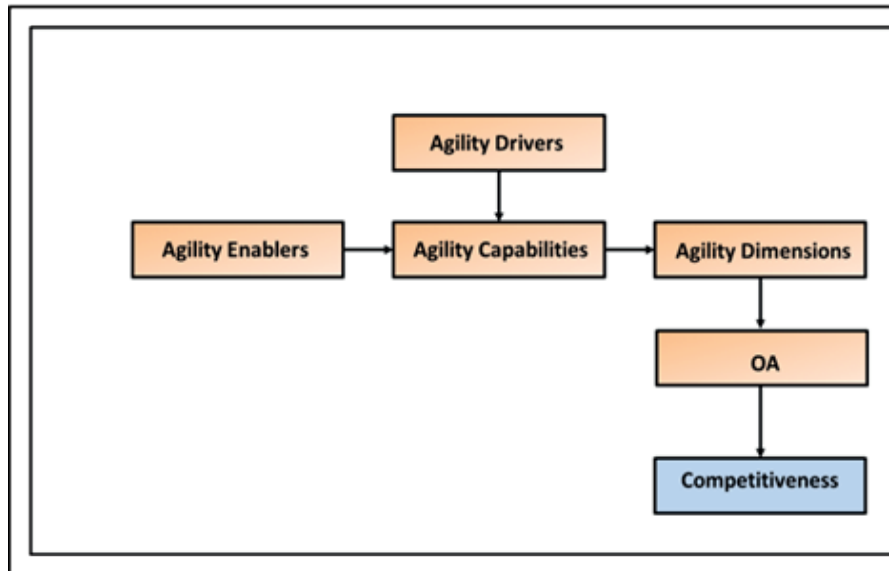 Agility Drivers
Agility Enablers
Agility Capabilities
Agility Dimensions
OA
Competitiveness